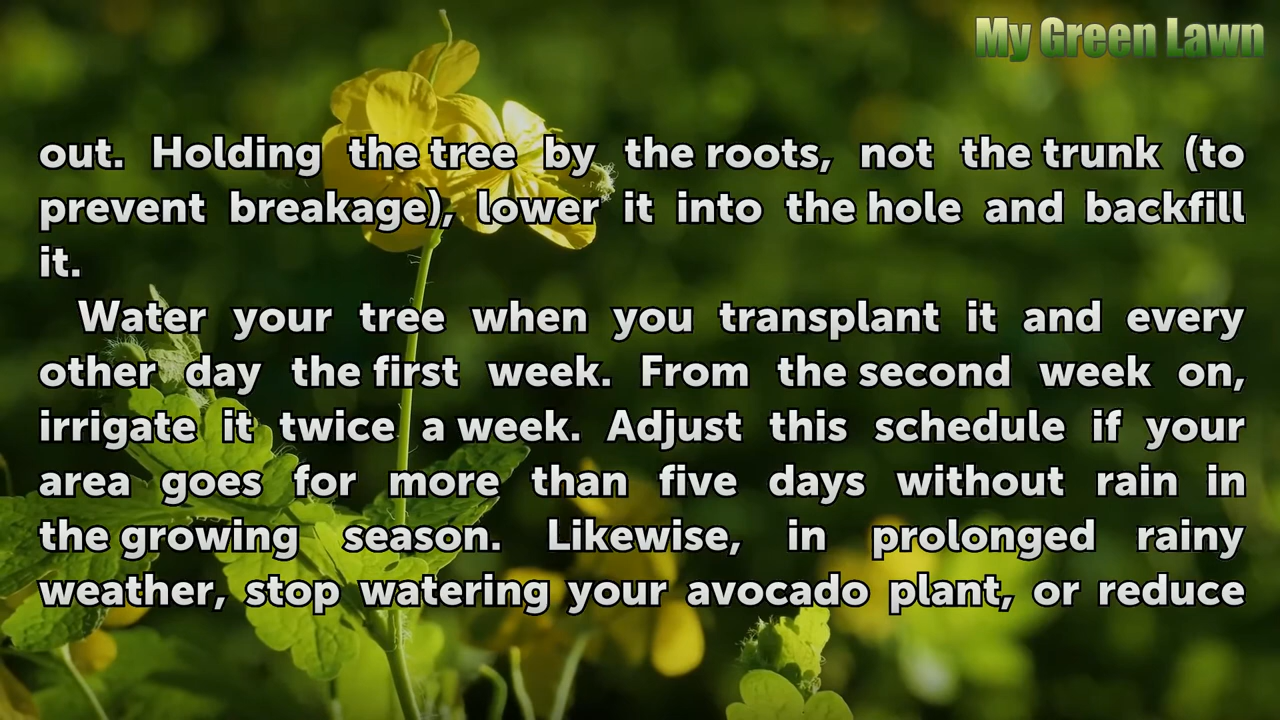 My Green Lawn
out. Holding the tree by the roots, not the trunk (to
prevent breakage), lower it into the hole and backfill
it.
Water your tree when you transplant it and every
other day the first week. From the second week on,
irrigate it twice a week. Adjust this schedule if your
area goes for more than five days without rain in
the growing season. Likewise, in prolonged rainy
weather, stop watering your avocado plant, or reduce